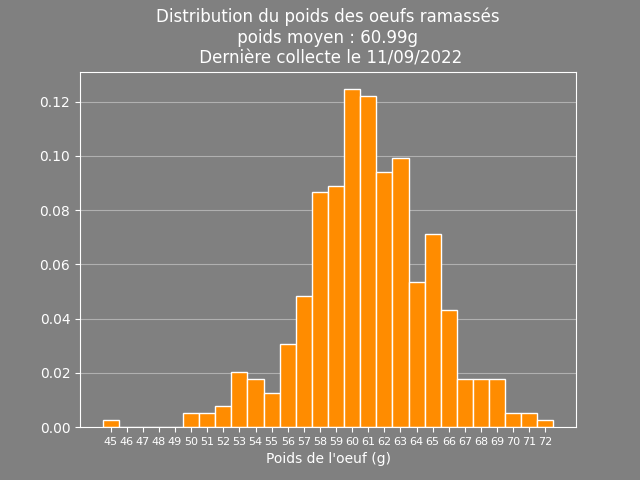 Distribution du poids des oeufs ramassés
poids moyen : 60.99g
Dernière collecte le 11/09/2022
0.12
0.10
0.08
0.06
0.04
0.02
0.00
45 46 47 48 49 50 51 52 53 54 55 56 57 58 59 60 61 62 63 64 65 66 67 68 69 70 71 72
Poids de l'oeuf (g)